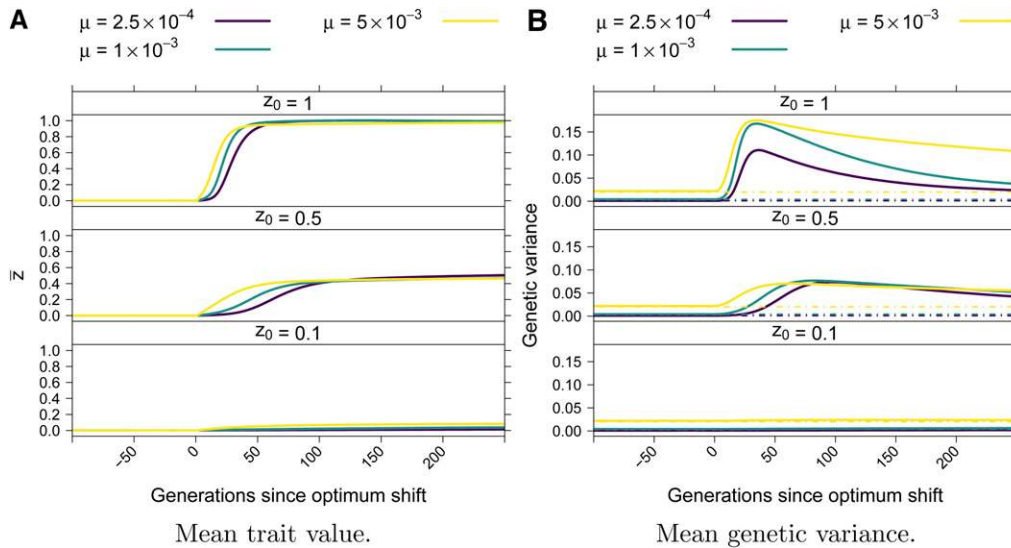 A
μ = 2.5 × 10⁻⁴
μ = 5 × 10⁻³
μ = 1 × 10⁻³
z₀ = 1
1.0
0.8
0.6
0.4
0.2
0.0
z₀ = 0.5
1.0
0.8
0.6
0.4
0.2
0.0
z₀ = 0.1
1.0
0.8
0.6
0.4
0.2
0.0
z̄
−50
0
50
100
150
200
Generations since optimum shift
Mean trait value.
B
μ = 2.5 × 10⁻⁴
μ = 5 × 10⁻³
μ = 1 × 10⁻³
z₀ = 1
0.15
0.10
0.05
0.00
z₀ = 0.5
0.15
0.10
0.05
0.00
z₀ = 0.1
0.15
0.10
0.05
0.00
Genetic variance
−50
0
50
100
150
200
Generations since optimum shift
Mean genetic variance.